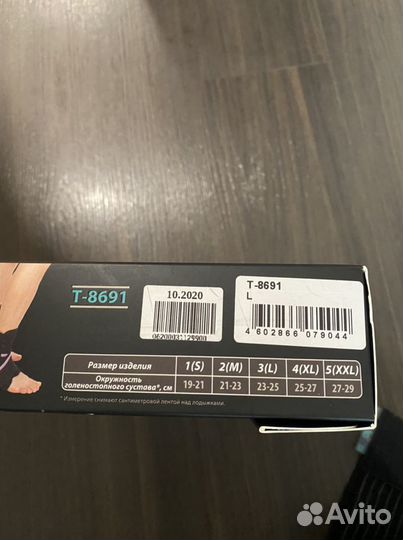 T-8691
10.2020
T-8691
L
4 602866 079044
Размер изделия 1(S) 2(M) 3(L) 4(XL) 5(XXL)
Окружность
голеностопного сустава*, см 19-21 21-23 23-25 25-27 27-29
* Измерение снимают сантиметровой лентой над лодыжками.
Avito